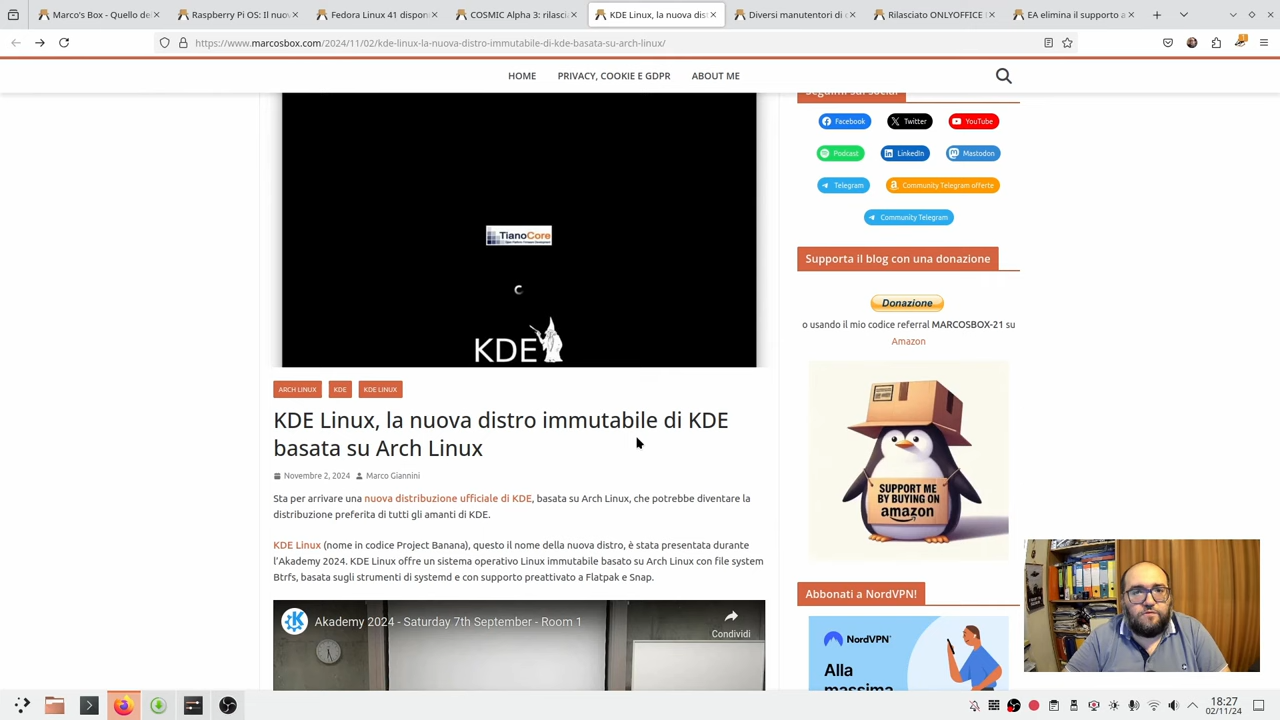 Marco's Box - Quello de
Raspberry Pi OS: Il nuov
Fedora Linux 41 disponi
COSMIC Alpha 3: rilasci
KDE Linux, la nuova dis
Diversi manutentori di
Rilasciato ONLYOFFICE
EA elimina il supporto a
https://www.marcosbox.com/2024/11/02/kde-linux-la-nuova-distro-immutabile-di-kde-basata-su-arch-linux/
HOME PRIVACY, COOKIE E GDPR ABOUT ME
Seguimi sui social
Facebook Twitter YouTube
Podcast LinkedIn Mastodon
Telegram Community Telegram offerte
Community Telegram
TianoCore
KDE
Supporta il blog con una donazione
Donazione
o usando il mio codice referral MARCOSBOX-21 su
Amazon
SUPPORT ME
BY BUYING
ON
amazon
ARCH LINUX KDE KDE LINUX
KDE Linux, la nuova distro immutabile di KDE
basata su Arch Linux
Novembre 2, 2024 Marco Giannini
Sta per arrivare una nuova distribuzione ufficiale di KDE, basata su Arch Linux, che potrebbe diventare la
distribuzione preferita di tutti gli amanti di KDE.
KDE Linux (nome in codice Project Banana), questo il nome della nuova distro, è stata presentata durante
l'Akademy 2024. KDE Linux offre un sistema operativo Linux immutabile basato su Arch Linux con file system
Btrfs, basata sugli strumenti di systemd e con supporto preattivato a Flatpak e Snap.
Akademy 2024 - Saturday 7th September - Room 1
Condividi
Abbonati a NordVPN!
NordVPN®
Alla
massima
18:27
02/11/24